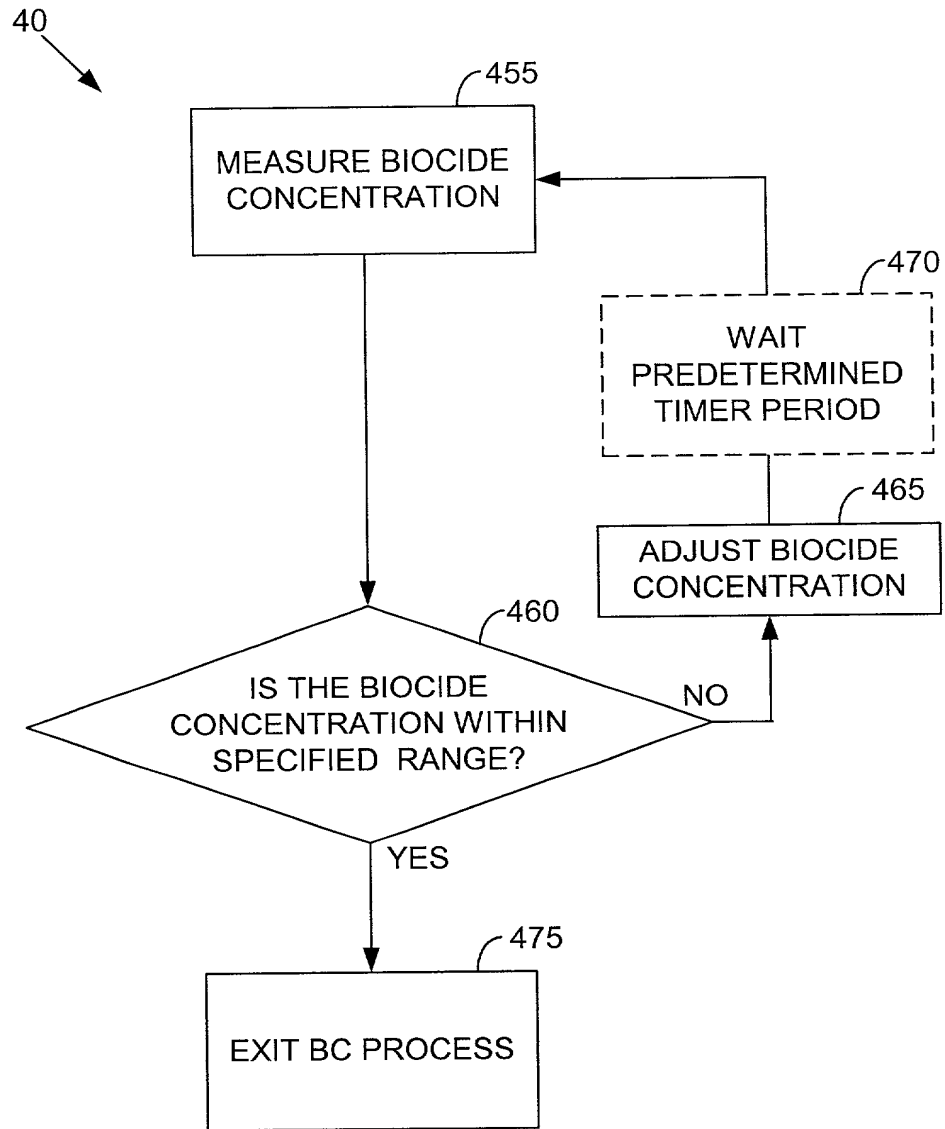 40
455
MEASURE BIOCIDE
CONCENTRATION
470
WAIT
PREDETERMINED
TIMER PERIOD
465
ADJUST BIOCIDE
CONCENTRATION
460
IS THE BIOCIDE
CONCENTRATION WITHIN
SPECIFIED RANGE?
NO
YES
475
EXIT BC PROCESS